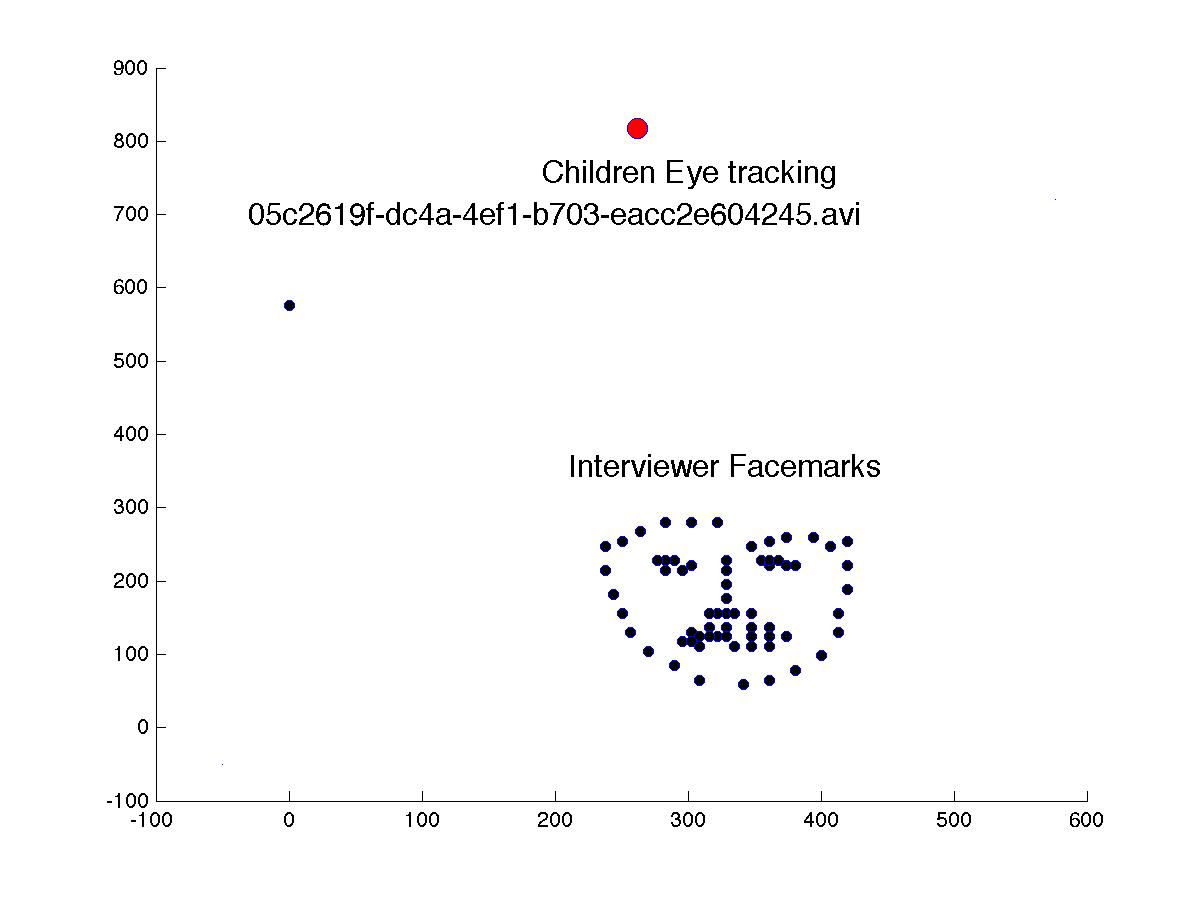 900
800
Children Eye tracking
700
05c2619f-dc4a-4ef1-b703-eacc2e604245.avi
600
500
400
Interviewer Facemarks
300
200
100
0
-100
-100 0 100 200 300 400 500 600